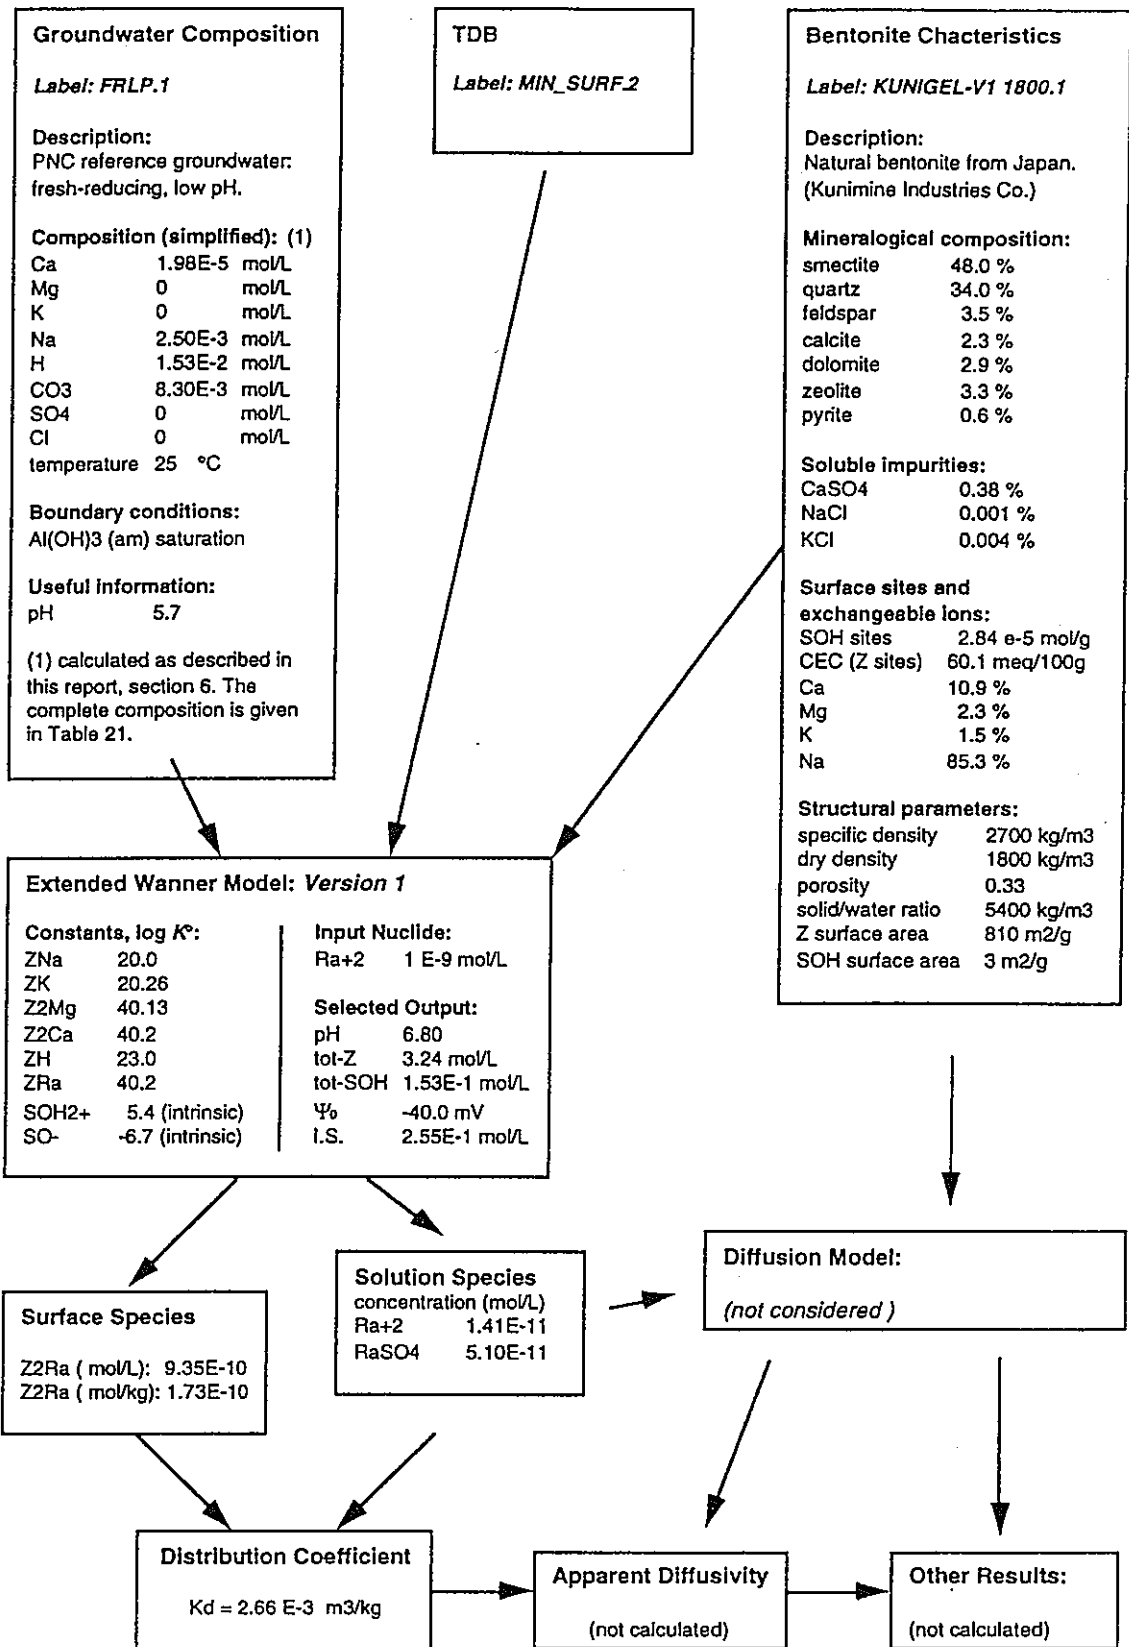 Groundwater Composition
Label: FRLP.1
Description:
PNC reference groundwater:
fresh-reducing, low pH.
Composition (simplified): (1)
Ca 1.98E-5 mol/L
Mg 0 mol/L
K 0 mol/L
Na 2.50E-3 mol/L
H 1.53E-2 mol/L
CO3 8.30E-3 mol/L
SO4 0 mol/L
Cl 0 mol/L
temperature 25 °C
Boundary conditions:
Al(OH)3 (am) saturation
Useful information:
pH 5.7
(1) calculated as described in
this report, section 6. The
complete composition is given
in Table 21.
TDB
Label: MIN_SURF.2
Bentonite Chacteristics
Label: KUNIGEL-V1 1800.1
Description:
Natural bentonite from Japan.
(Kunimine Industries Co.)
Mineralogical composition:
smectite 48.0 %
quartz 34.0 %
feldspar 3.5 %
calcite 2.3 %
dolomite 2.9 %
zeolite 3.3 %
pyrite 0.6 %
Soluble impurities:
CaSO4 0.38 %
NaCl 0.001 %
KCl 0.004 %
Surface sites and
exchangeable ions:
SOH sites 2.84 e-5 mol/g
CEC (Z sites) 60.1 meq/100g
Ca 10.9 %
Mg 2.3 %
K 1.5 %
Na 85.3 %
Structural parameters:
specific density 2700 kg/m3
dry density 1800 kg/m3
porosity 0.33
solid/water ratio 5400 kg/m3
Z surface area 810 m2/g
SOH surface area 3 m2/g
Extended Wanner Model: Version 1
Constants, log K°:
ZNa 20.0
ZK 20.26
Z2Mg 40.13
Z2Ca 40.2
ZH 23.0
ZRa 40.2
SOH2+ 5.4 (intrinsic)
SO- -6.7 (intrinsic)
Input Nuclide:
Ra+2 1 E-9 mol/L
Selected Output:
pH 6.80
tot-Z 3.24 mol/L
tot-SOH 1.53E-1 mol/L
Ψ0 -40.0 mV
I.S. 2.55E-1 mol/L
Surface Species
Z2Ra ( mol/L): 9.35E-10
Z2Ra ( mol/kg): 1.73E-10
Solution Species
concentration (mol/L)
Ra+2 1.41E-11
RaSO4 5.10E-11
Diffusion Model:
(not considered )
Distribution Coefficient
Kd = 2.66 E-3 m3/kg
Apparent Diffusivity
(not calculated)
Other Results:
(not calculated)